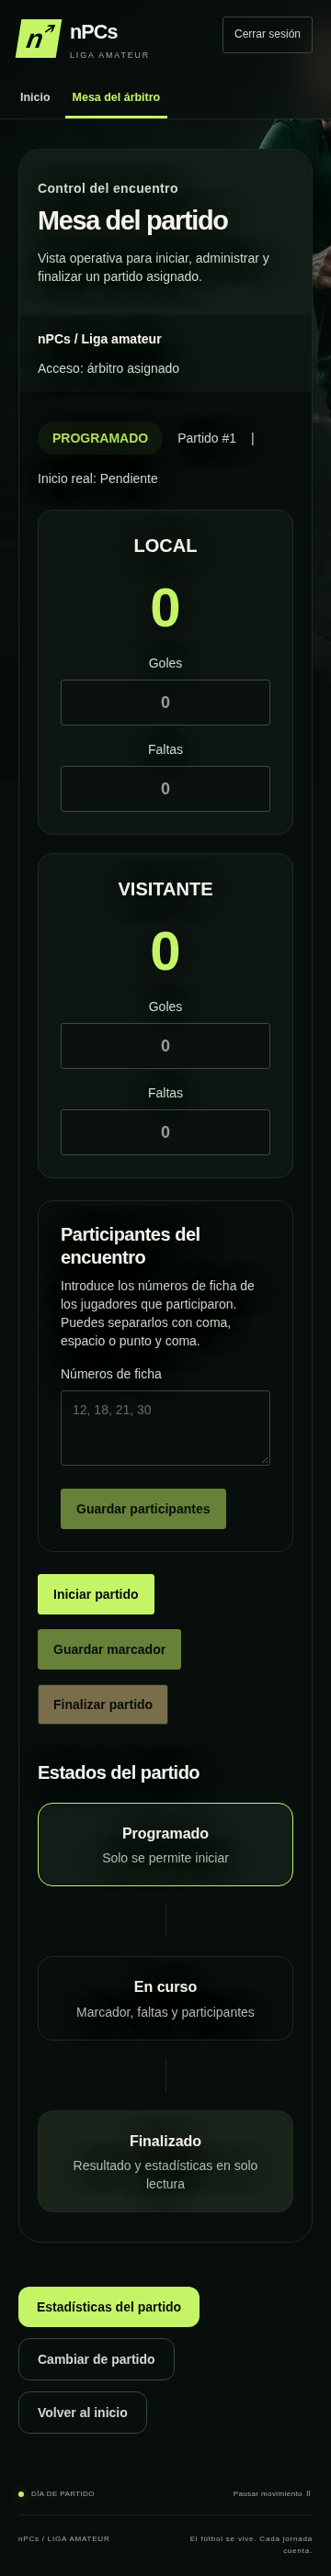 n
nPCs
LIGA AMATEUR
Cerrar sesión
Inicio
Mesa del árbitro
Control del encuentro
Mesa del partido
Vista operativa para iniciar, administrar y
finalizar un partido asignado.
nPCs / Liga amateur
Acceso: árbitro asignado
PROGRAMADO
Partido #1 |
Inicio real: Pendiente
LOCAL
0
Goles
0
Faltas
0
VISITANTE
0
Goles
0
Faltas
0
Participantes del
encuentro
Introduce los números de ficha de
los jugadores que participaron.
Puedes separarlos con coma,
espacio o punto y coma.
Números de ficha
12, 18, 21, 30
Guardar participantes
Iniciar partido
Guardar marcador
Finalizar partido
Estados del partido
Programado
Solo se permite iniciar
En curso
Marcador, faltas y participantes
Finalizado
Resultado y estadísticas en solo
lectura
Estadísticas del partido
Cambiar de partido
Volver al inicio
DÍA DE PARTIDO
Pausar movimiento
nPCs / LIGA AMATEUR
El fútbol se vive. Cada jornada
cuenta.